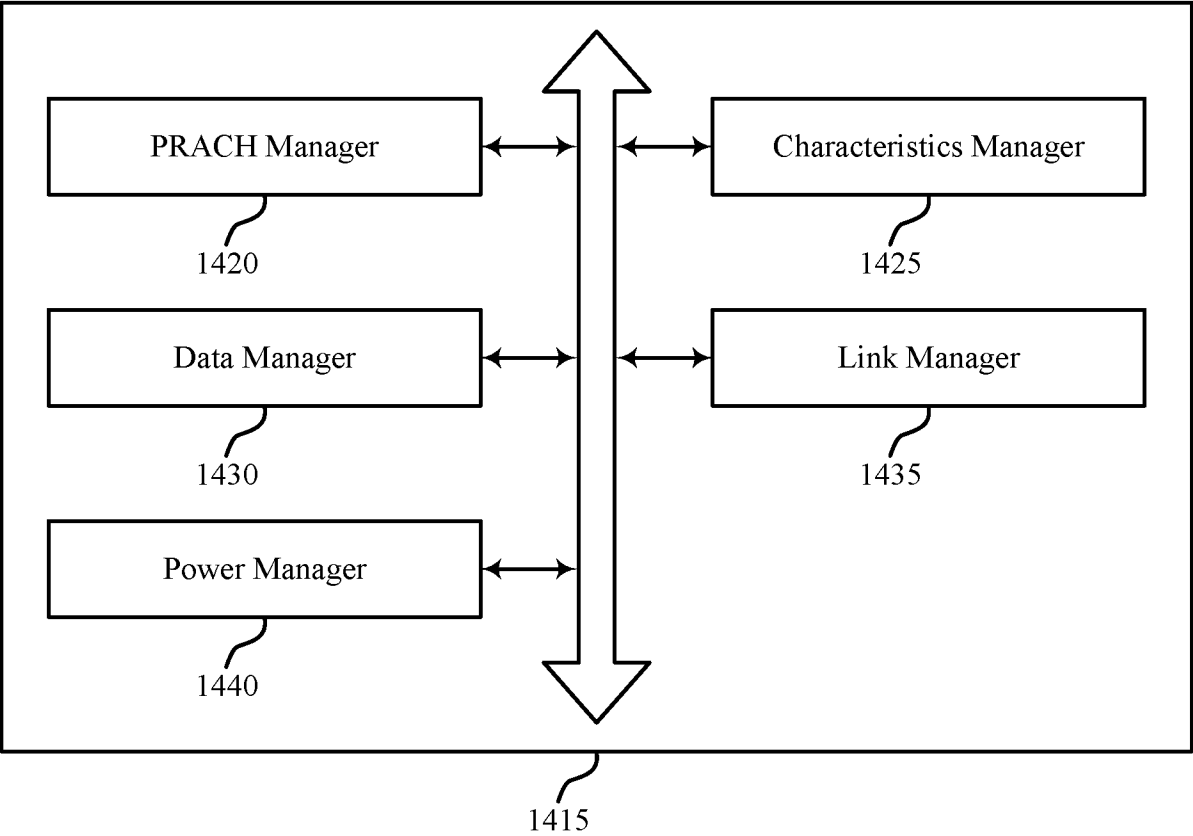 PRACH Manager
Characteristics Manager
1420
1425
Data Manager
Link Manager
1430
1435
Power Manager
1440
1415